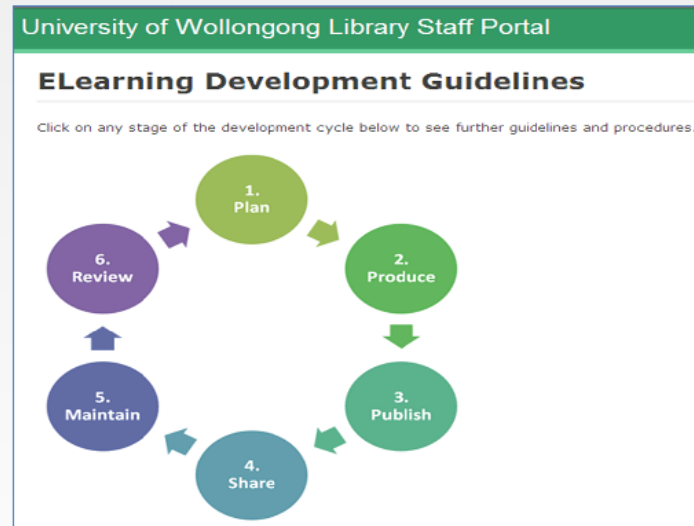 University of Wollongong Library Staff Portal
ELearning Development Guidelines
Click on any stage of the development cycle below to see further guidelines and procedures.
1.
Plan
2.
Produce
3.
Publish
4.
Share
5.
Maintain
6.
Review